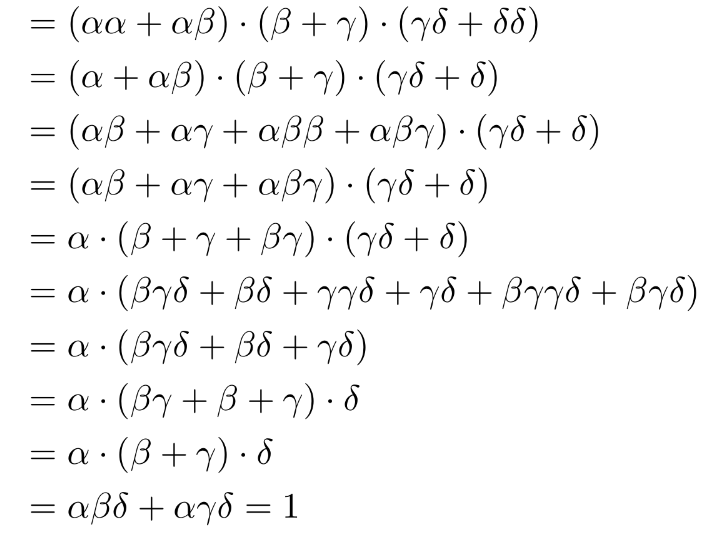 = (αα + αβ) · (β + γ) · (γδ + δδ)
= (α + αβ) · (β + γ) · (γδ + δ)
= (αβ + αγ + αββ + αβγ) · (γδ + δ)
= (αβ + αγ + αβγ) · (γδ + δ)
= α · (β + γ + βγ) · (γδ + δ)
= α · (βγδ + βδ + γγδ + γδ + βγγδ + βγδ)
= α · (βγδ + βδ + γδ)
= α · (βγ + β + γ) · δ
= α · (β + γ) · δ
= αβδ + αγδ = 1